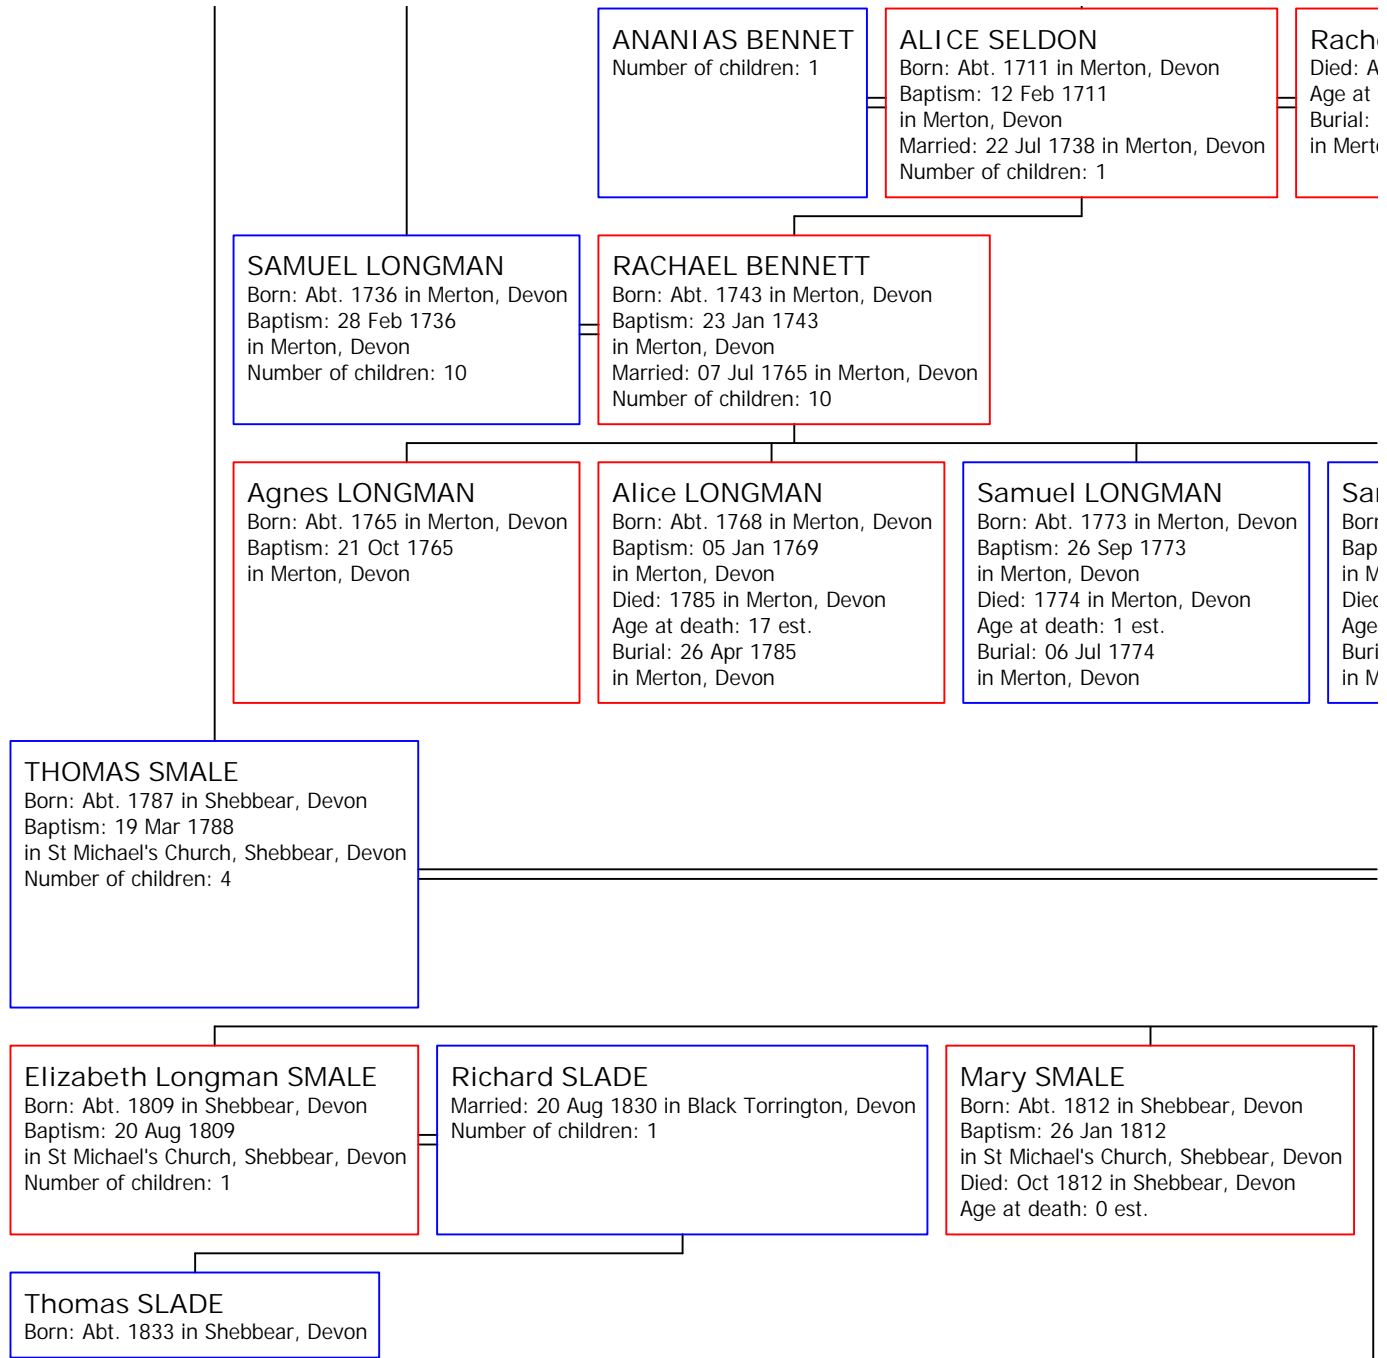 ANANIAS BENNET
Number of children: 1
ALICE SELDON
Born: Abt. 1711 in Merton, Devon
Baptism: 12 Feb 1711
in Merton, Devon
Married: 22 Jul 1738 in Merton, Devon
Number of children: 1
Died:
Age at
Burial:
in
SAMUEL LONGMAN
Born: Abt. 1736 in Merton, Devon
Baptism: 28 Feb 1736
in Merton, Devon
Number of children: 10
RACHAEL BENNETT
Born: Abt. 1743 in Merton, Devon
Baptism: 23 Jan 1743
in Merton, Devon
Married: 07 Jul 1765 in Merton, Devon
Number of children: 10
Agnes LONGMAN
Born: Abt. 1765 in Merton, Devon
Baptism: 21 Oct 1765
in Merton, Devon
Alice LONGMAN
Born: Abt. 1768 in Merton, Devon
Baptism: 05 Jan 1769
in Merton, Devon
Died: 1785 in Merton, Devon
Age at death: 17 est.
Burial: 26 Apr 1785
in Merton, Devon
Samuel LONGMAN
Born: Abt. 1773 in Merton, Devon
Baptism: 26 Sep 1773
in Merton, Devon
Died: 1774 in Merton, Devon
Age at death: 1 est.
Burial: 06 Jul 1774
in Merton, Devon
Age
in
THOMAS SMALE
Born: Abt. 1787 in Shebbear, Devon
Baptism: 19 Mar 1788
in St Michael's Church, Shebbear, Devon
Number of children: 4
Elizabeth Longman SMALE
Born: Abt. 1809 in Shebbear, Devon
Baptism: 20 Aug 1809
in St Michael's Church, Shebbear, Devon
Number of children: 1
Richard SLADE
Married: 20 Aug 1830 in Black Torrington, Devon
Number of children: 1
Mary SMALE
Born: Abt. 1812 in Shebbear, Devon
Baptism: 26 Jan 1812
in St Michael's Church, Shebbear, Devon
Died: Oct 1812 in Shebbear, Devon
Age at death: 0 est.
Thomas SLADE
Born: Abt. 1833 in Shebbear, Devon